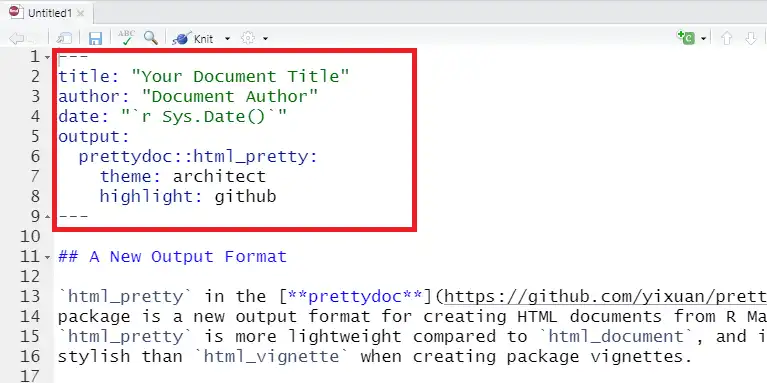 Untitled1
ABC
Knit
C
1 ---
2 title: "Your Document Title"
3 author: "Document Author"
4 date: "`r Sys.Date()`"
5 output:
6 prettydoc::html_pretty:
7 theme: architect
8 highlight: github
9 ---
10
11 ## A New Output Format
12
13 `html_pretty` in the [**prettydoc**](https://github.com/yixuan/prett
14 package is a new output format for creating HTML documents from R Ma
15 `html_pretty` is more lightweight compared to `html_document`, and i
16 stylish than `html_vignette` when creating package vignettes.
17